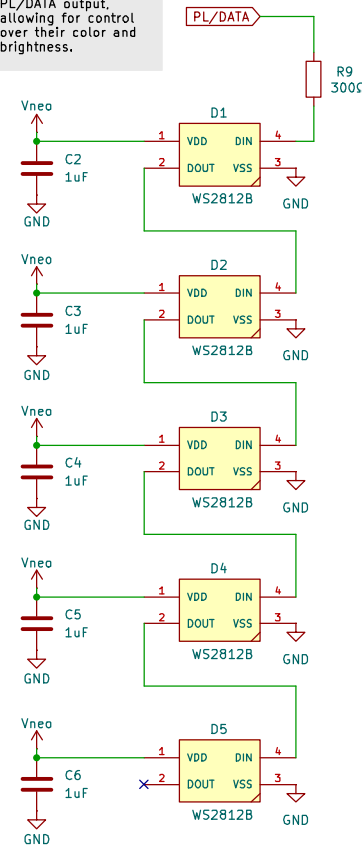 PL/DATA output,
allowing for control
over their color and
brightness.
PL/DATA
R9
300Ω
Vneo
C2
1uF
GND
D1
1 VDD DIN 4
2 DOUT VSS 3
WS2812B
GND
Vneo
C3
1uF
GND
D2
1 VDD DIN 4
2 DOUT VSS 3
WS2812B
GND
Vneo
C4
1uF
GND
D3
1 VDD DIN 4
2 DOUT VSS 3
WS2812B
GND
Vneo
C5
1uF
GND
D4
1 VDD DIN 4
2 DOUT VSS 3
WS2812B
GND
Vneo
C6
1uF
GND
D5
1 VDD DIN 4
2 DOUT VSS 3
WS2812B
GND